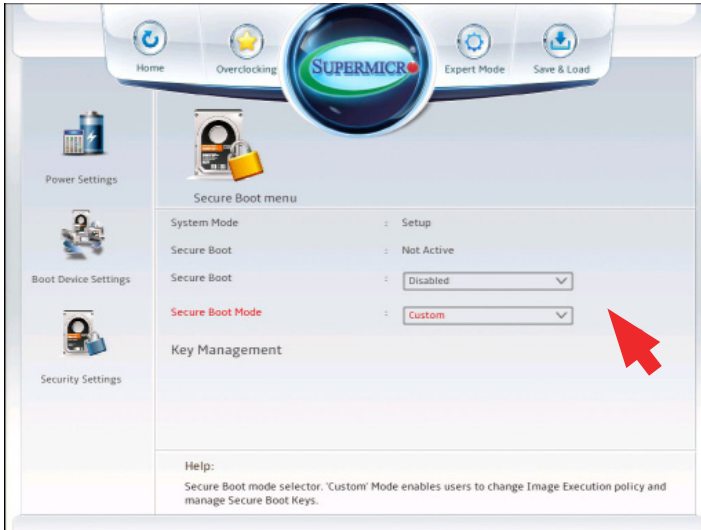 Home
Overclocking
SUPERMICRO
Expert Mode
Save & Load
Power Settings
Boot Device Settings
Security Settings
Secure Boot menu
System Mode : Setup
Secure Boot : Not Active
Secure Boot : Disabled
Secure Boot Mode : Custom
Key Management
Help:
Secure Boot mode selector. 'Custom' Mode enables users to change Image Execution policy and
manage Secure Boot Keys.